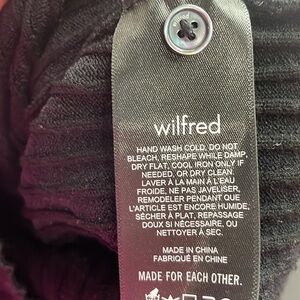 wilfred
HAND WASH COLD, DO NOT
BLEACH, RESHAPE WHILE DAMP,
DRY FLAT, COOL IRON ONLY IF
NEEDED, OR DRY CLEAN.
LAVER À LA MAIN À L'EAU
FROIDE, NE PAS JAVELISER,
REMODELER PENDANT QUE
L'ARTICLE EST ENCORE HUMIDE,
SÉCHER À PLAT, REPASSAGE
DOUX SI NÉCESSAIRE, OU
NETTOYER À SEC.
MADE IN CHINA
FABRIQUÉ EN CHINE
MADE FOR EACH OTHER.